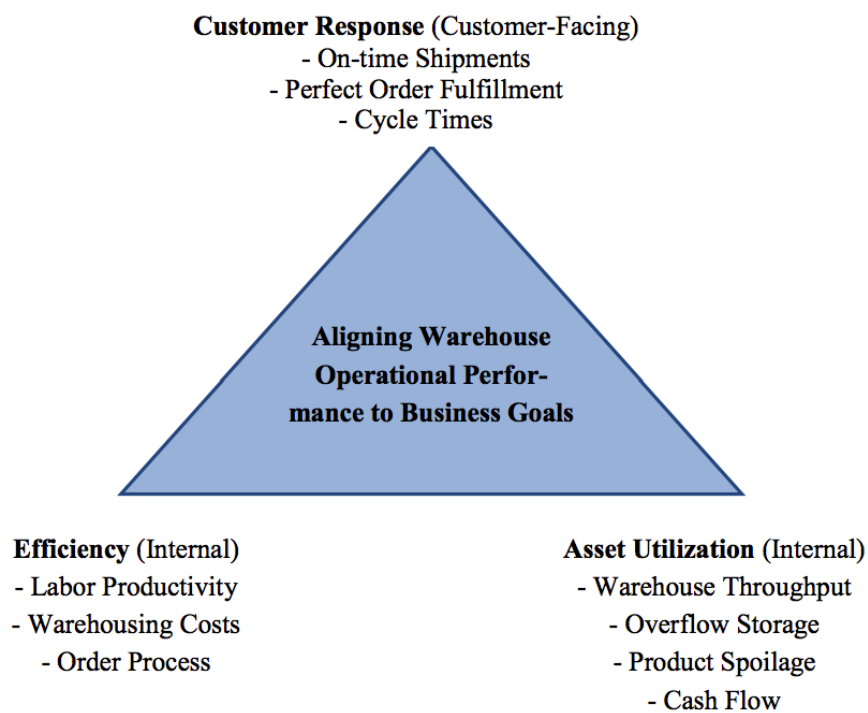 Customer Response (Customer-Facing)
- On-time Shipments
- Perfect Order Fulfillment
- Cycle Times
Aligning Warehouse
Operational Perfor-
mance to Business Goals
Efficiency (Internal)
- Labor Productivity
- Warehousing Costs
- Order Process
Asset Utilization (Internal)
- Warehouse Throughput
- Overflow Storage
- Product Spoilage
- Cash Flow